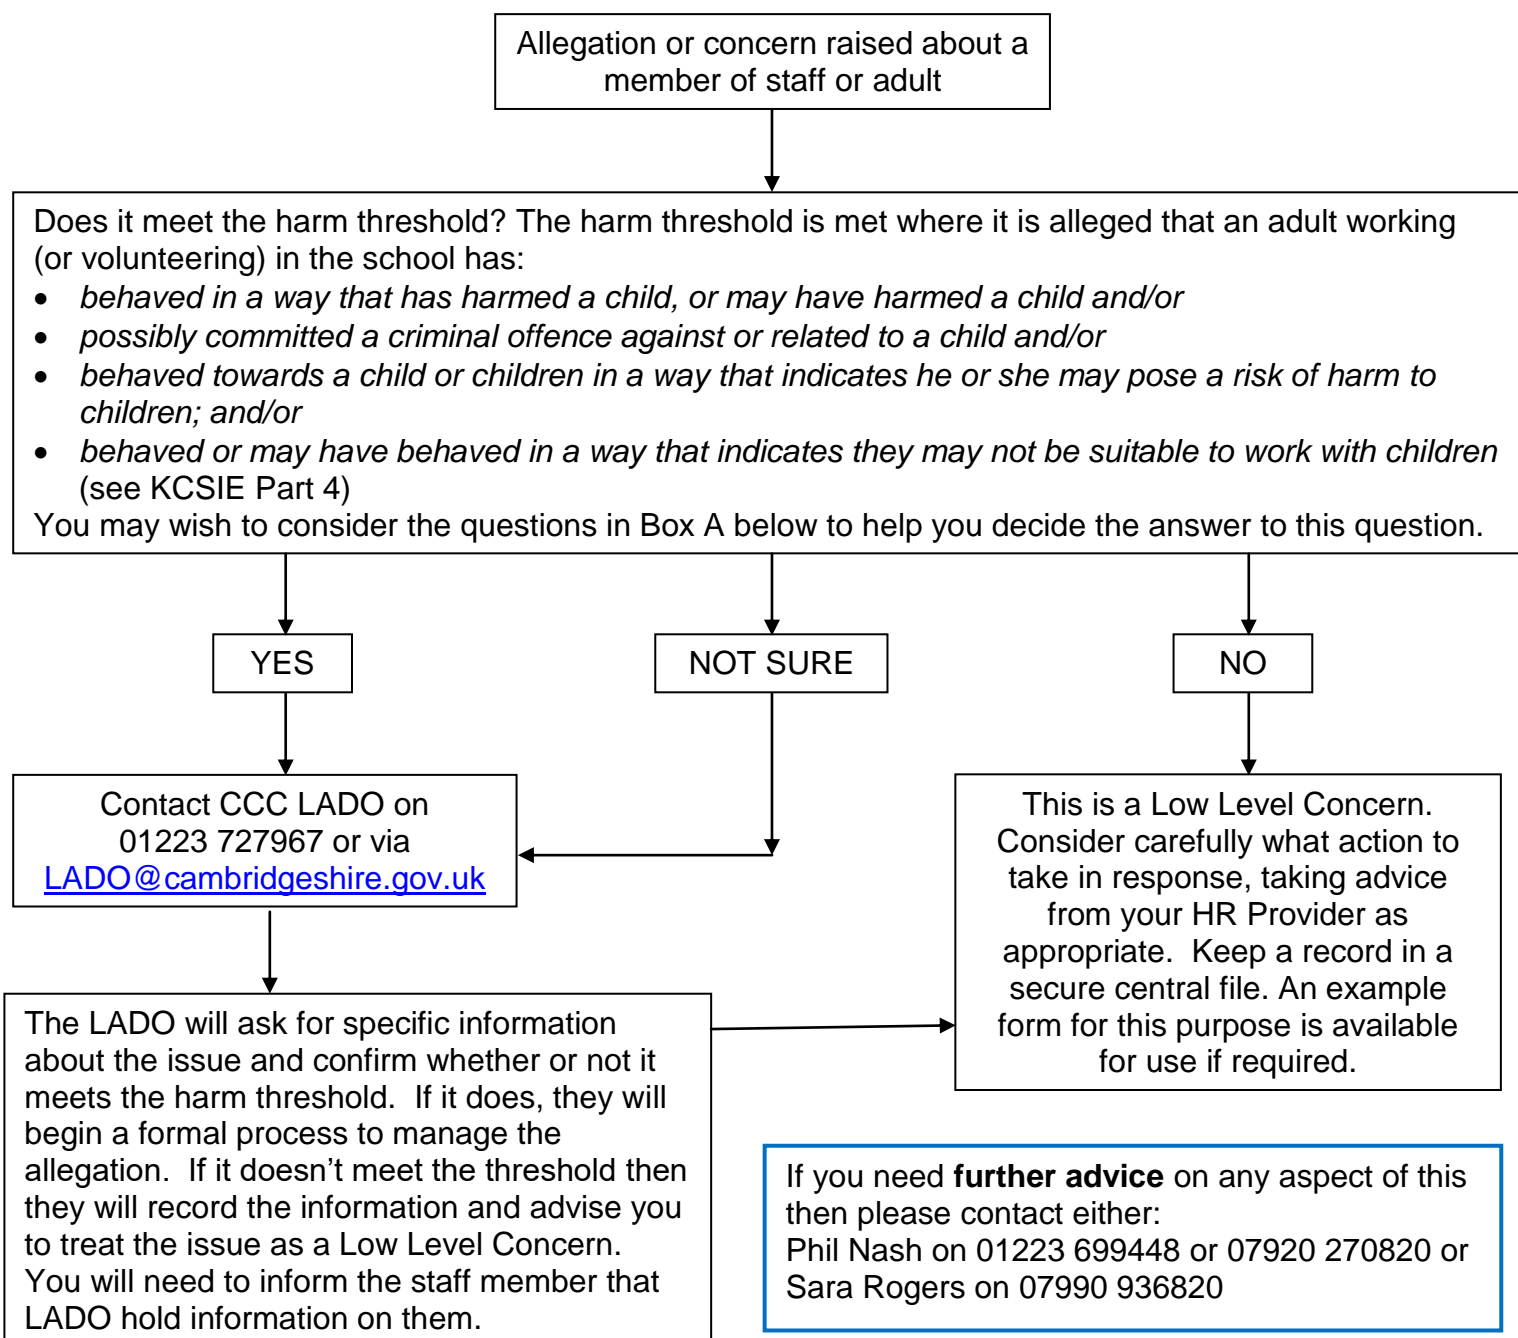 Allegation or concern raised about a
member of staff or adult
Does it meet the harm threshold? The harm threshold is met where it is alleged that an adult working
(or volunteering) in the school has:
• behaved in a way that has harmed a child, or may have harmed a child and/or
• possibly committed a criminal offence against or related to a child and/or
• behaved towards a child or children in a way that indicates he or she may pose a risk of harm to
children; and/or
• behaved or may have behaved in a way that indicates they may not be suitable to work with children
(see KCSIE Part 4)
You may wish to consider the questions in Box A below to help you decide the answer to this question.
YES
NOT SURE
NO
Contact CCC LADO on
01223 727967 or via
LADO@cambridgeshire.gov.uk
This is a Low Level Concern.
Consider carefully what action to
take in response, taking advice
from your HR Provider as
appropriate.  Keep a record in a
secure central file. An example
form for this purpose is available
for use if required.
The LADO will ask for specific information
about the issue and confirm whether or not it
meets the harm threshold.  If it does, they will
begin a formal process to manage the
allegation.  If it doesn’t meet the threshold then
they will record the information and advise you
to treat the issue as a Low Level Concern.
You will need to inform the staff member that
LADO hold information on them.
If you need further advice on any aspect of this
then please contact either:
Phil Nash on 01223 699448 or 07920 270820 or
Sara Rogers on 07990 936820